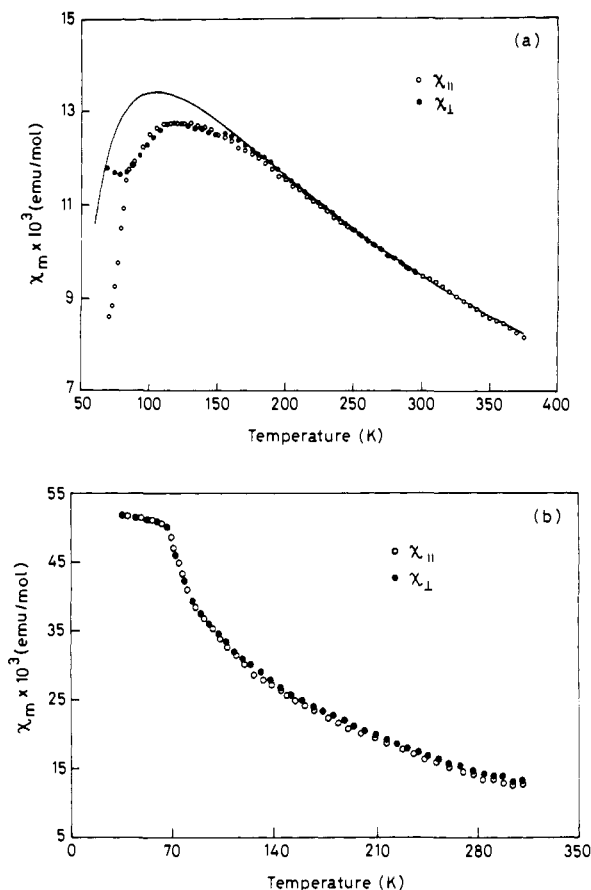 15
(a)
χ||
χ⊥
13
11
9
7
χm x 10³ (emu/mol)
50 100 150 200 250 300 350 400
Temperature (K)
55
(b)
χ||
χ⊥
45
35
25
15
5
χm x 10³ (emu/mol)
0 70 140 210 280 350
Temperature (K)